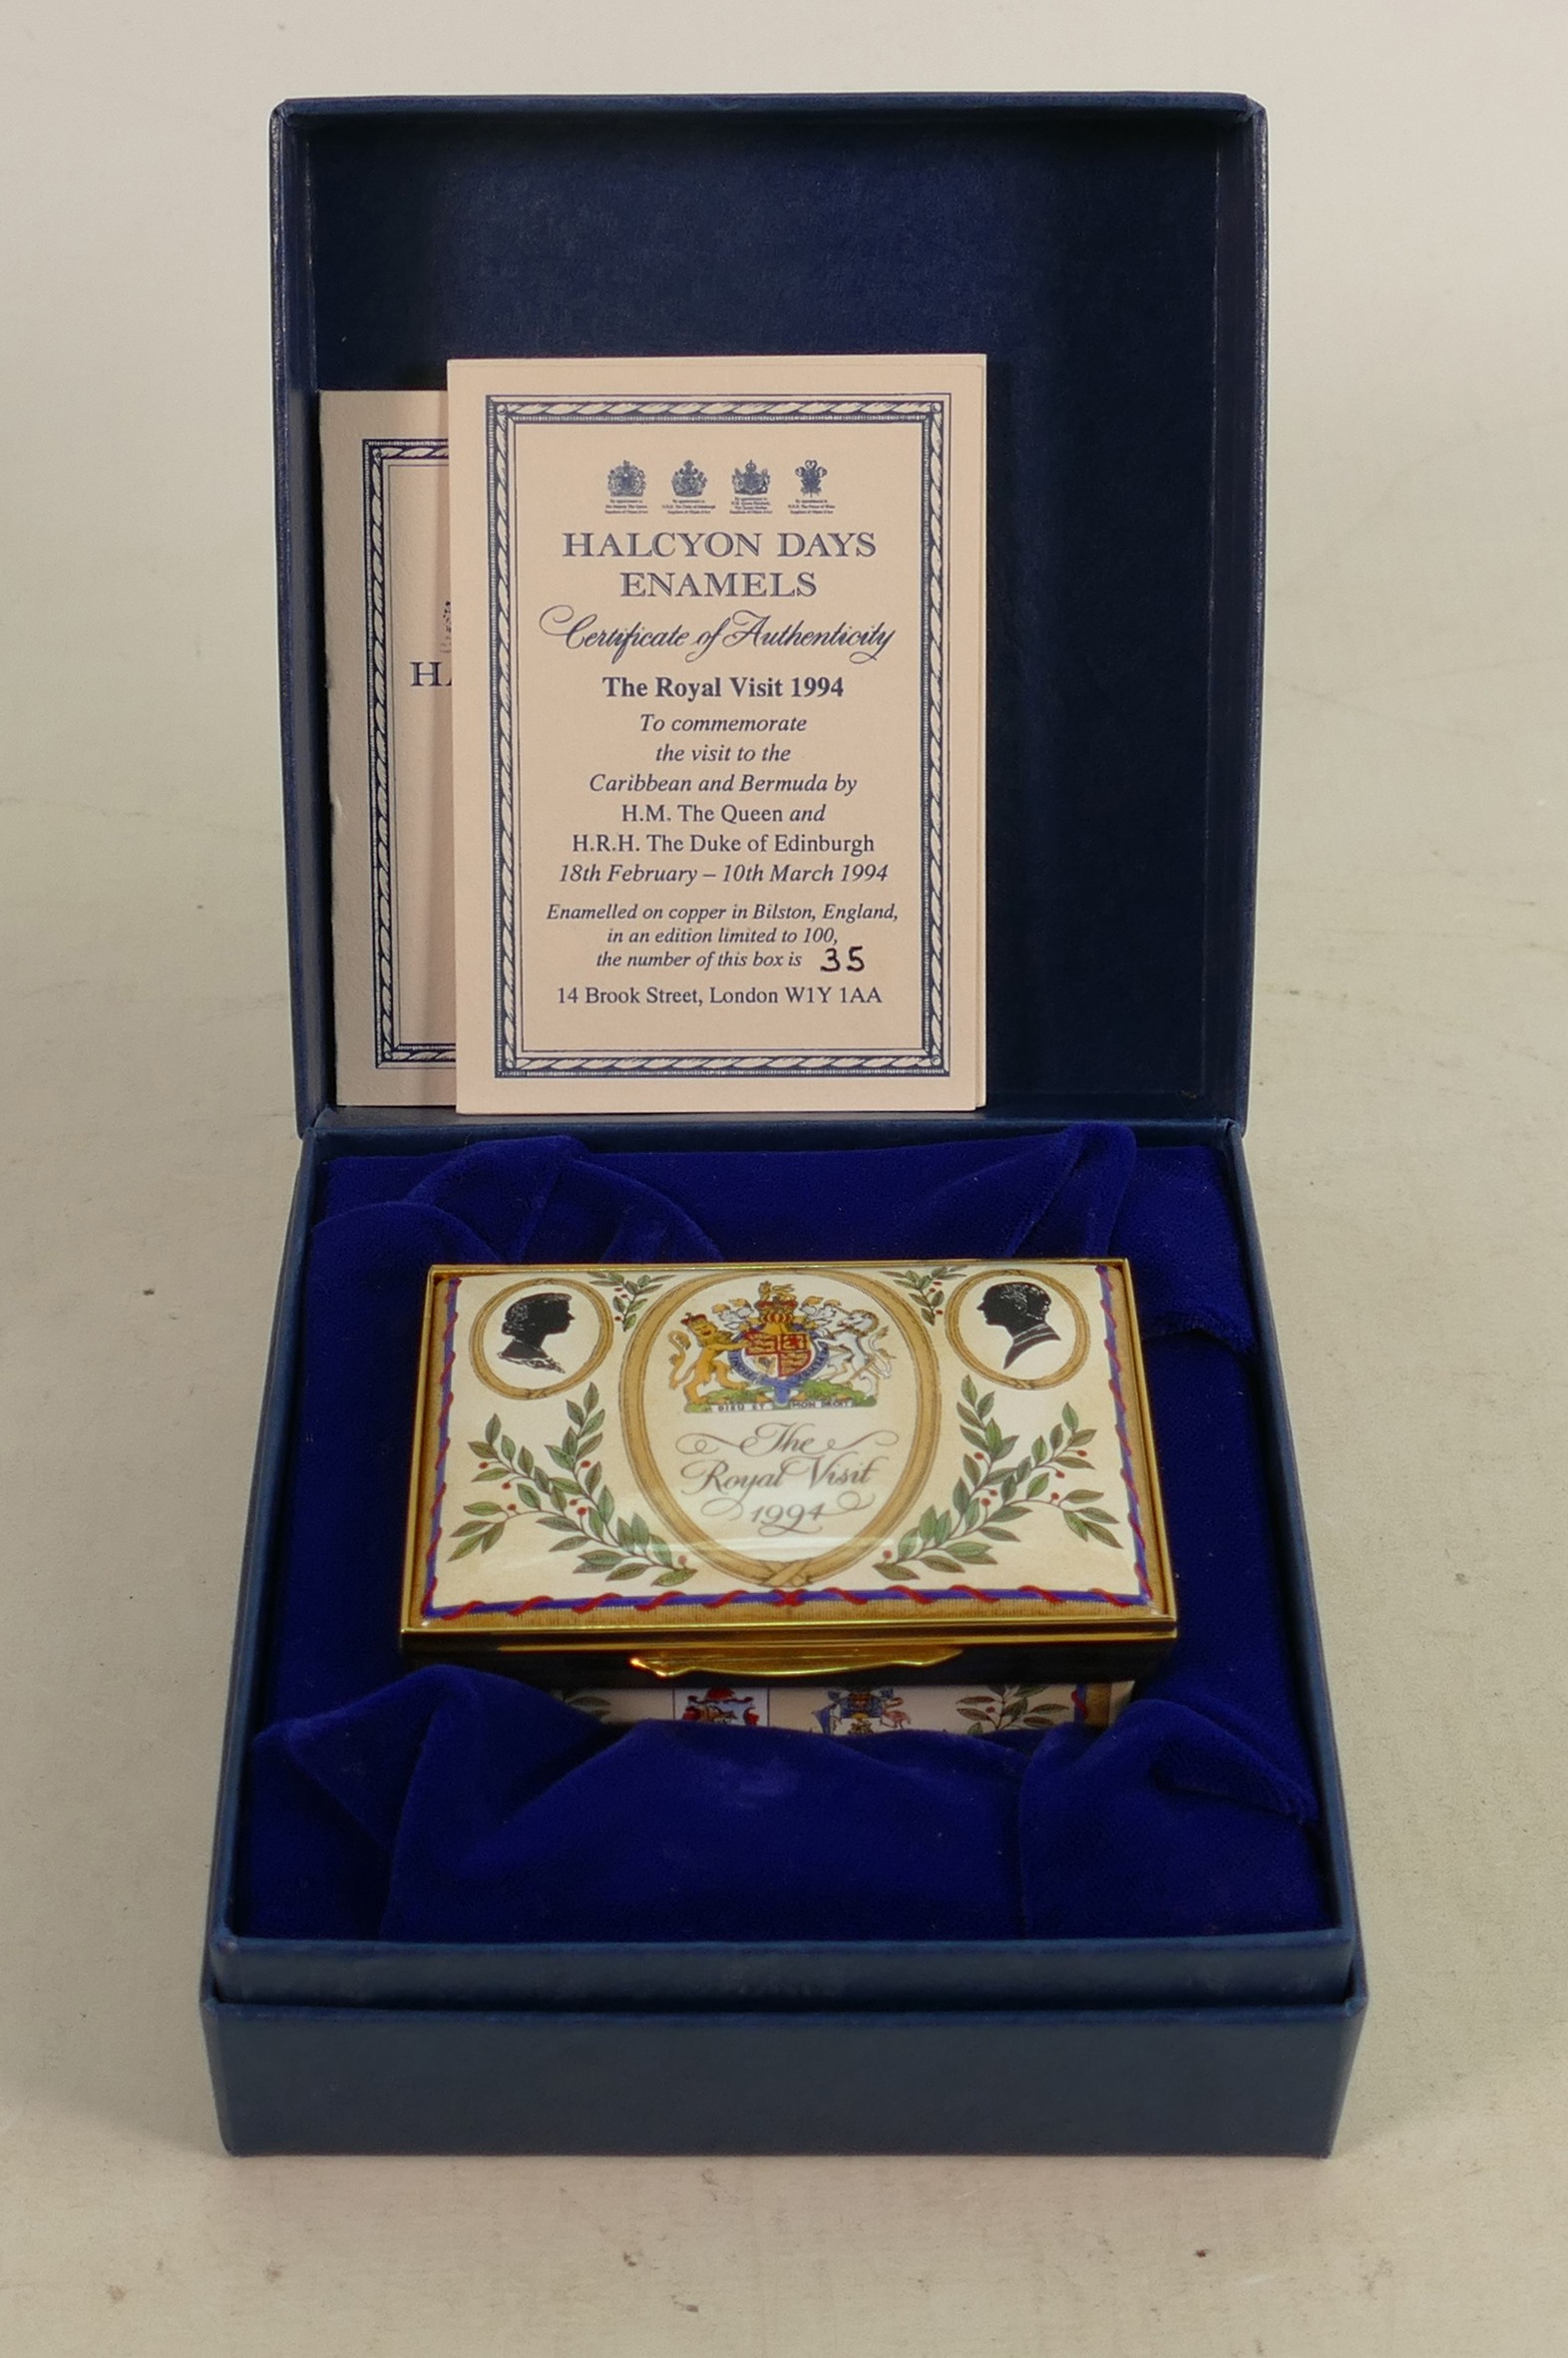 HALCYON DAYS
ENAMELS
Certificate of Authenticity
The Royal Visit 1994
To commemorate
the visit to the
Caribbean and Bermuda by
H.M. The Queen and
H.R.H. The Duke of Edinburgh
18th February – 10th March 1994
Enamelled on copper in Bilston, England,
in an edition limited to 100,
the number of this box is 35
14 Brook Street, London W1Y 1AA
HA
DIEU ET MON DROIT
The
Royal Visit
1994